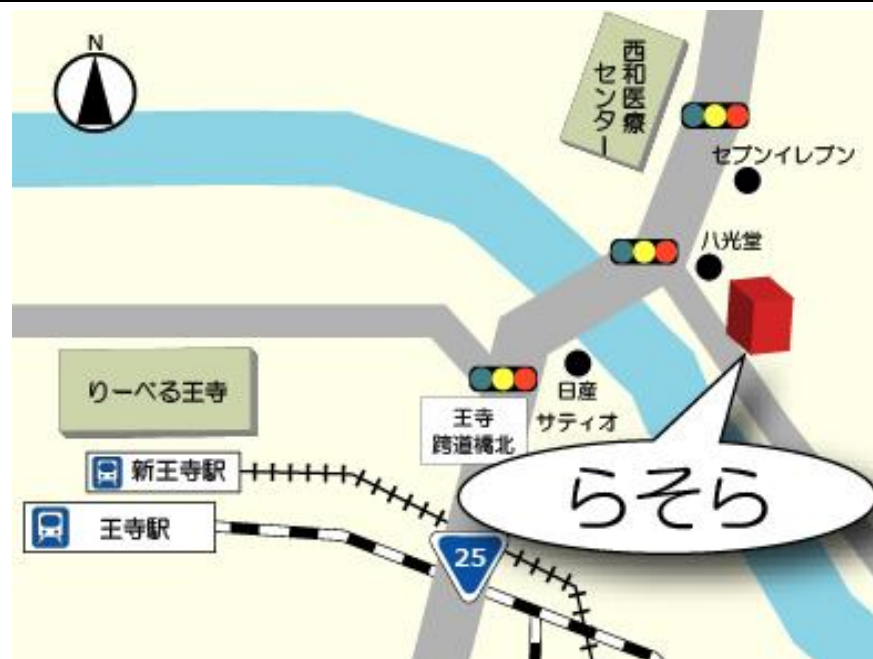 N
西和医療
センター
セブンイレブン
八光堂
りーべる王寺
日産
サティオ
王寺
跨道橋北
新王寺駅
王寺駅
らそら
25